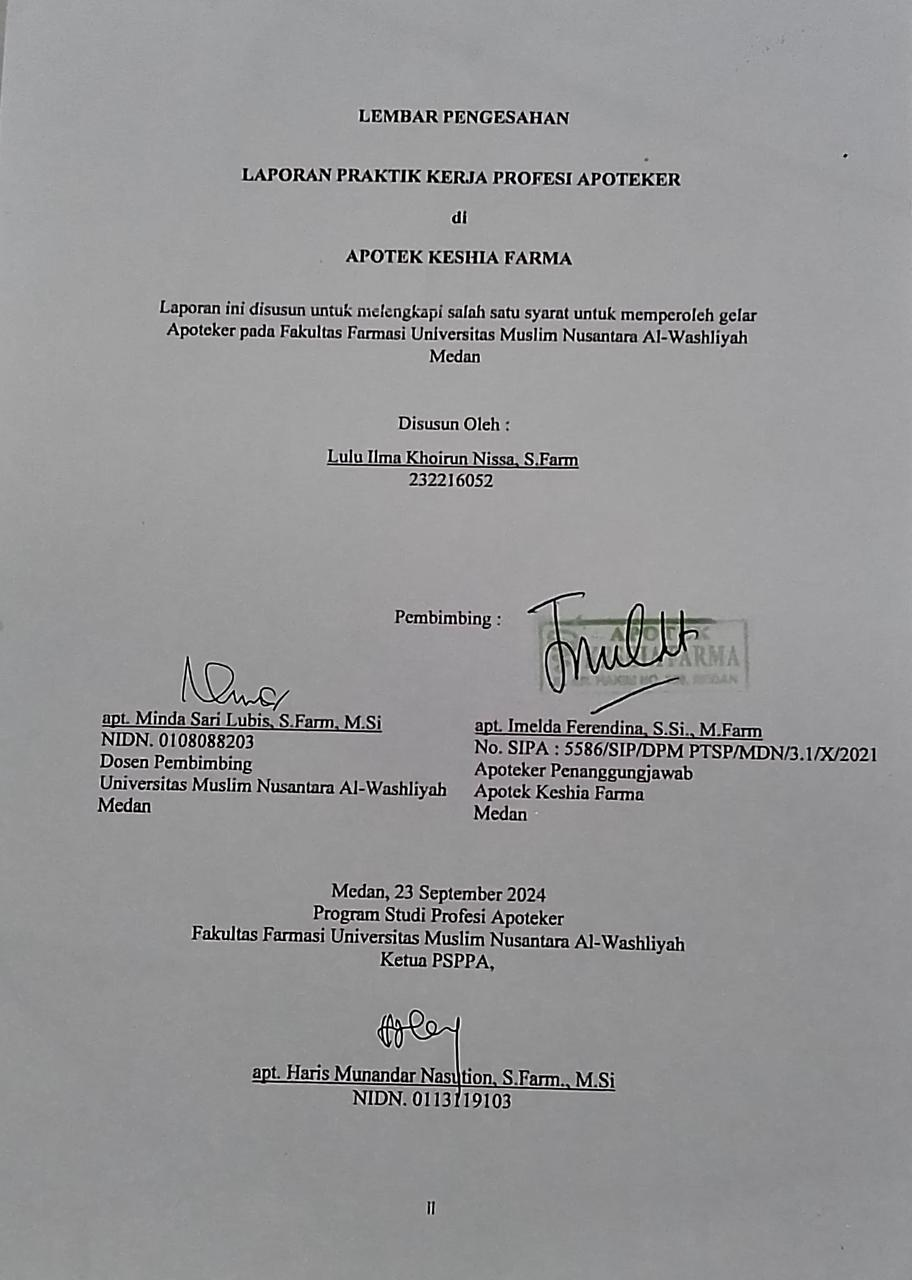 LEMBAR PENGESAHAN
LAPORAN PRAKTIK KERJA PROFESI APOTEKER
di
APOTEK KESHIA FARMA
Laporan ini disusun untuk melengkapi salah satu syarat untuk memperoleh gelar
Apoteker pada Fakultas Farmasi Universitas Muslim Nusantara Al-Washliyah
Medan
Disusun Oleh :
Lulu Ilma Khoirun Nissa, S.Farm
232216052
Pembimbing :
APOTEK
FARMA
apt. Minda Sari Lubis, S.Farm, M.Si
NIDN. 0108088203
Dosen Pembimbing
Universitas Muslim Nusantara Al-Washliyah
Medan
apt. Imelda Ferendina, S.Si., M.Farm
No. SIPA : 5586/SIP/DPM PTSP/MDN/3.1/X/2021
Apoteker Penanggungjawab
Apotek Keshia Farma
Medan
Medan, 23 September 2024
Program Studi Profesi Apoteker
Fakultas Farmasi Universitas Muslim Nusantara Al-Washliyah
Ketua PSPPA,
apt. Haris Munandar Nasution, S.Farm., M.Si
NIDN. 0113119103
II